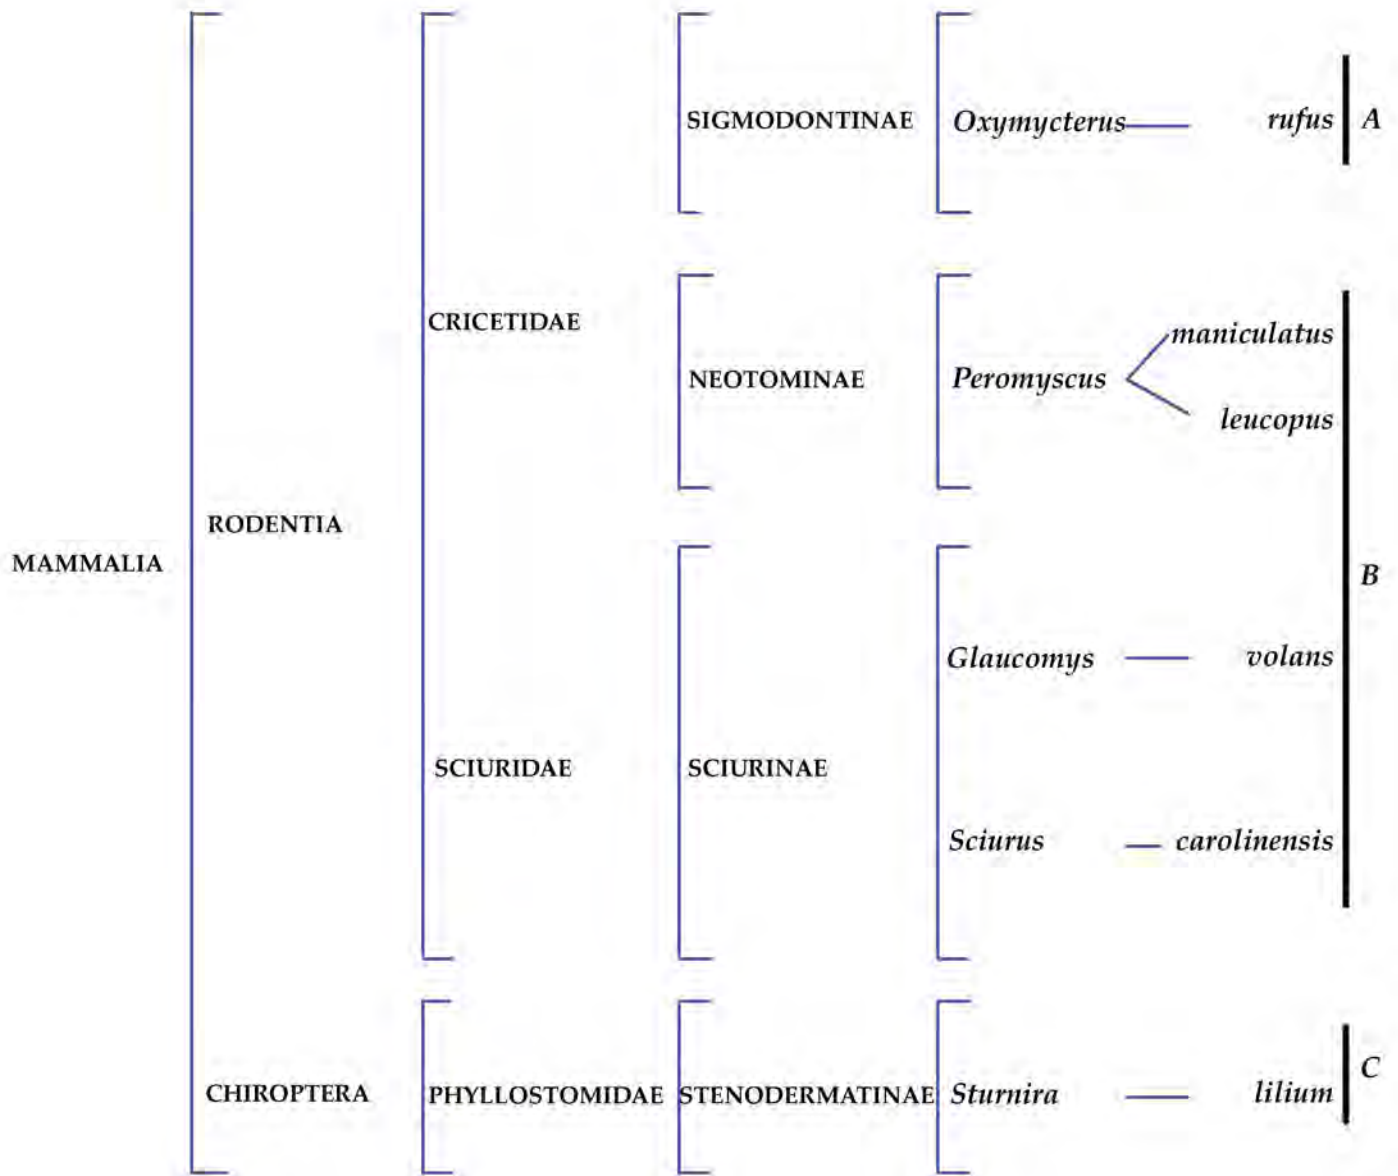 SIGMODONTINAE Oxymycterus rufus A
CRICETIDAE
NEOTOMINAE Peromyscus maniculatus
leucopus
MAMMALIA
RODENTIA
B
Glaucomys volans
SCIURIDAE SCIURINAE
Sciurus carolinensis
CHIROPTERA PHYLLOSTOMIDAE STENODERMATINAE Sturnira lilium C